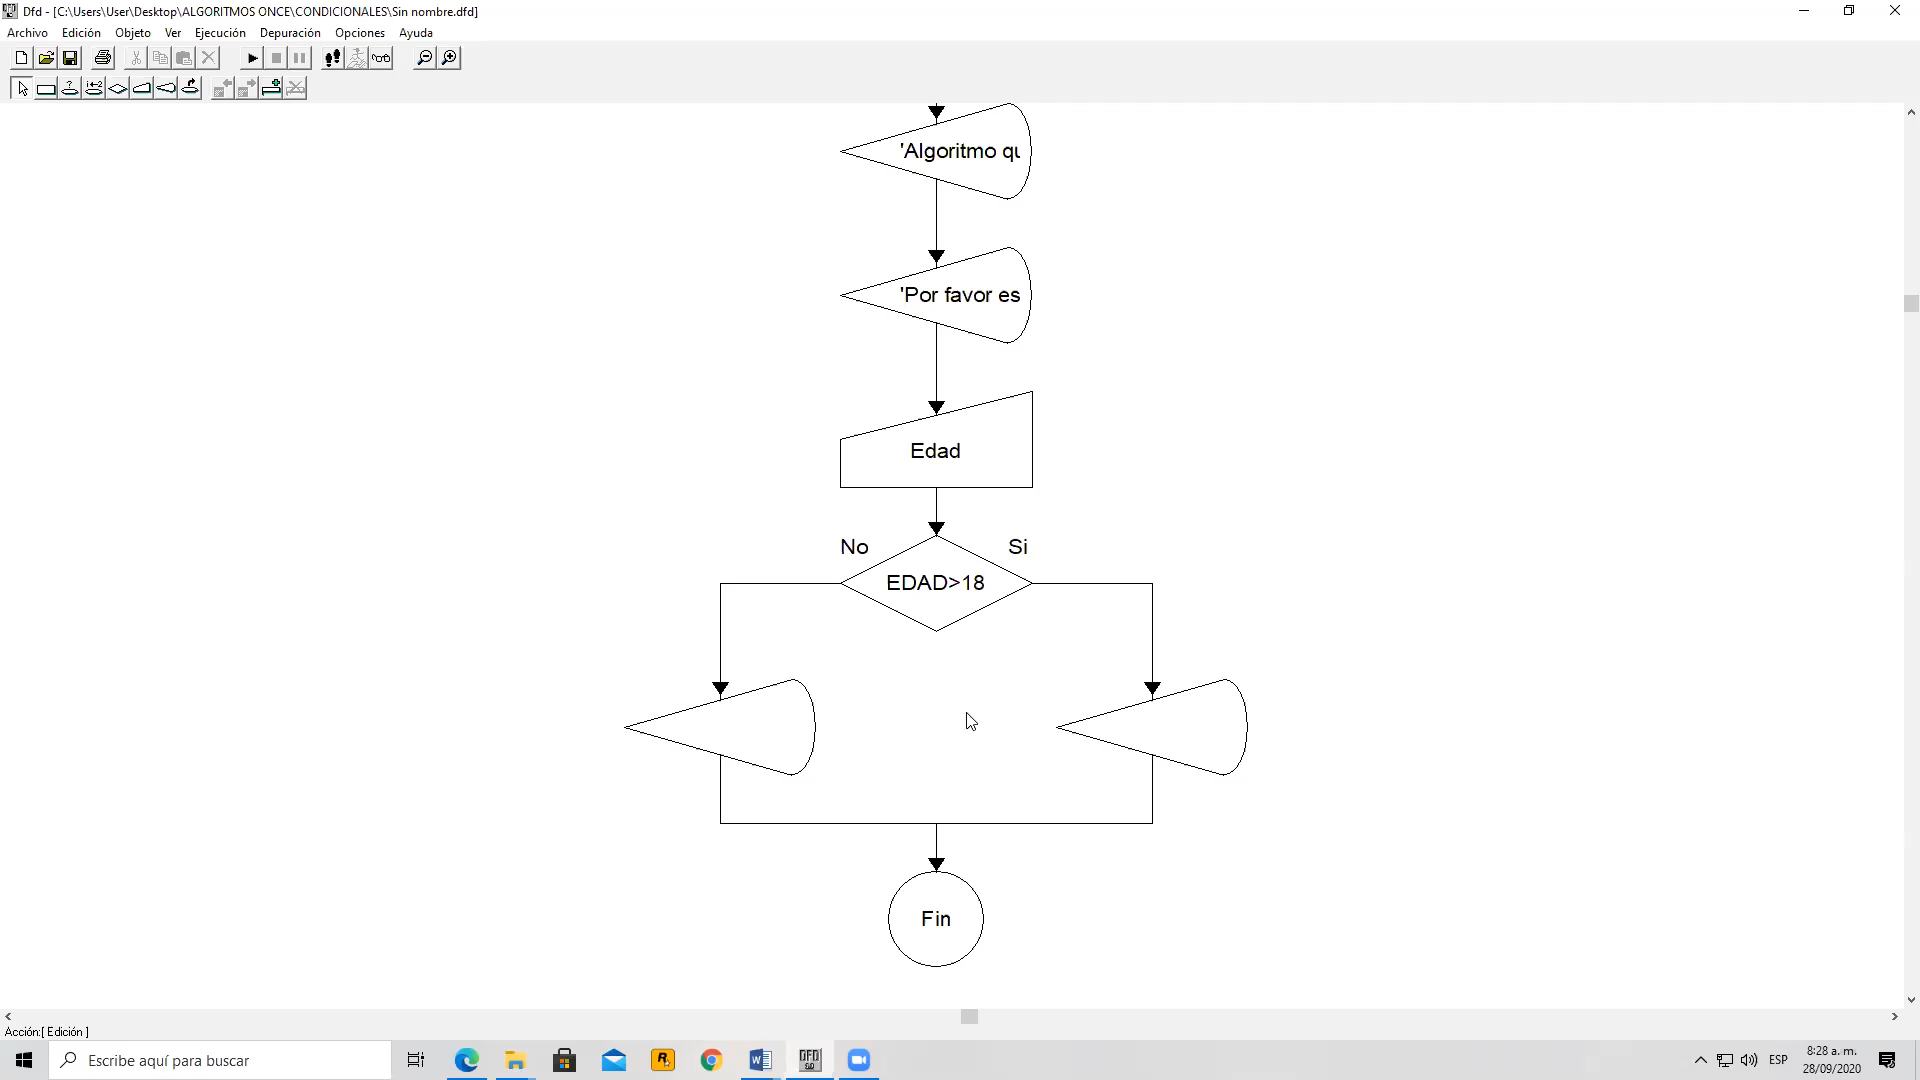 Dfd - [C:\Users\User\Desktop\ALGORITMOS ONCE\CONDICIONALES\Sin nombre.dfd]
Archivo Edición Objeto Ver Ejecución Depuración Opciones Ayuda
'Algoritmo qu
'Por favor es
Edad
No Si
EDAD>18
Fin
Acción:[ Edición ]
Escribe aquí para buscar
ESP
8:28 a. m.
28/09/2020